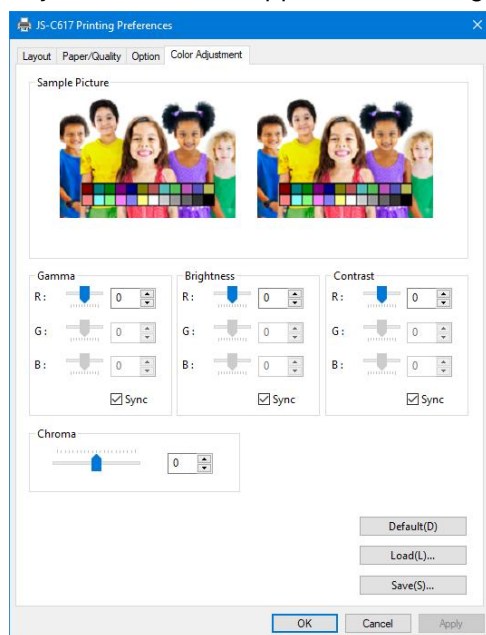 JS-C617 Printing Preferences
Layout Paper/Quality Option Color Adjustment
Sample Picture
Gamma Brightness Contrast
R: 0 R: 0 R: 0
G: 0 G: 0 G: 0
B: 0 B: 0 B: 0
Sync Sync Sync
Chroma
0
Default(D)
Load(L)...
Save(S)...
OK Cancel Apply